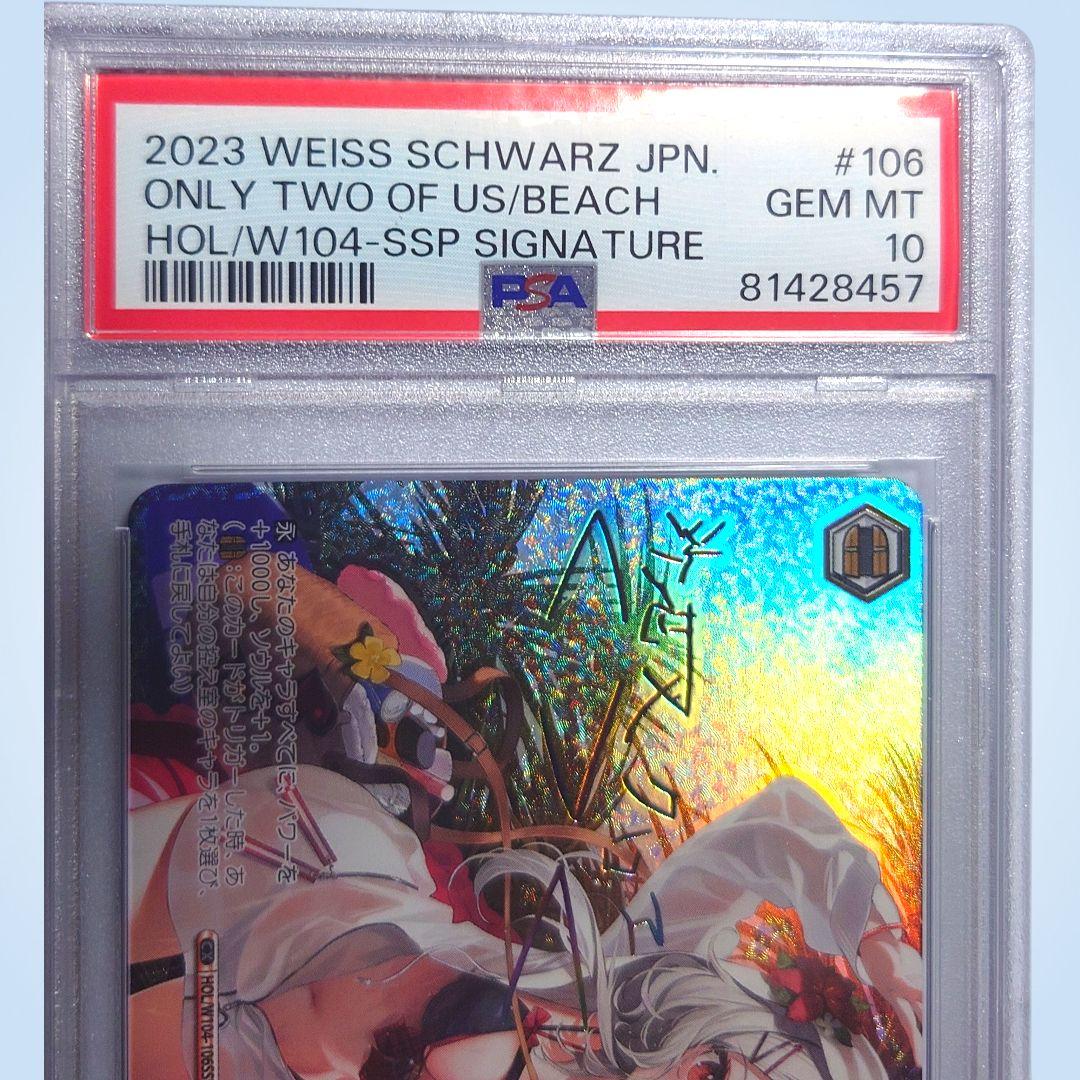 2023 WEISS SCHWARZ JPN.
#106
ONLY TWO OF US/BEACH
GEM MT
HOL/W104-SSP SIGNATURE
10
PSA
81428457
永 あなたのキャラすべてに、パワーを
+1000し、ソウルを+1。
( :このカードがトリガーした時、あ
なたは自分の控え室のキャラを1枚選び、
手札に戻してよい)
CX
HOL/W104-106SS